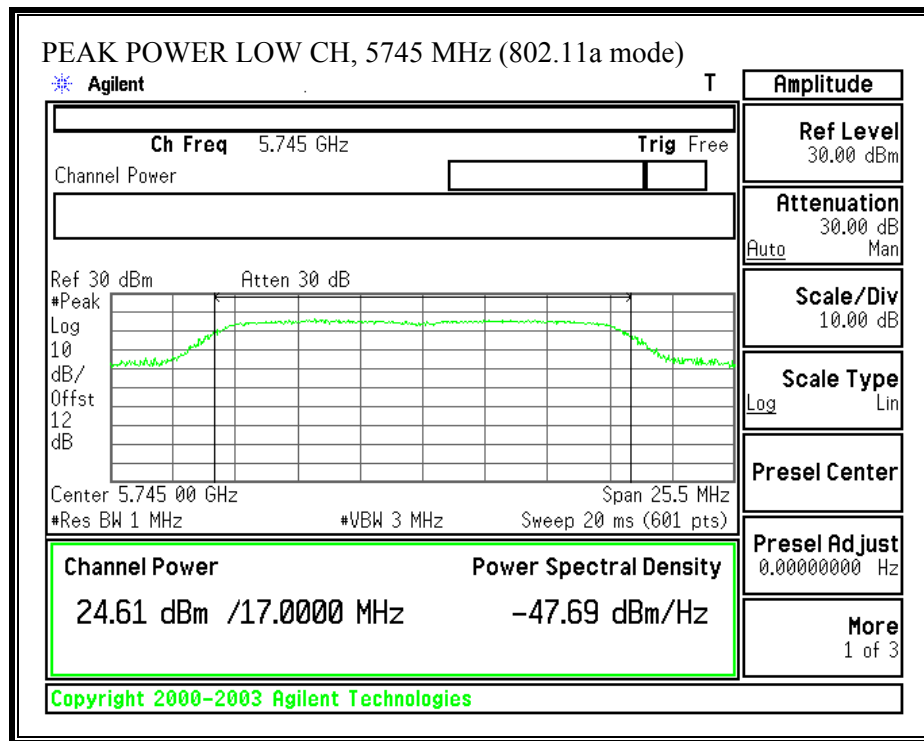 PEAK POWER LOW CH, 5745 MHz (802.11a mode)
Agilent
T
Ch Freq 5.745 GHz Trig Free
Channel Power
Ref 30 dBm Atten 30 dB
#Peak
Log
10
dB/
Offst
12
dB
Center 5.745 00 GHz Span 25.5 MHz
#Res BW 1 MHz #VBW 3 MHz Sweep 20 ms (601 pts)
Channel Power Power Spectral Density
24.61 dBm /17.0000 MHz -47.69 dBm/Hz
Copyright 2000-2003 Agilent Technologies
Amplitude
Ref Level
30.00 dBm
Attenuation
30.00 dB
Auto Man
Scale/Div
10.00 dB
Scale Type
Log Lin
Presel Center
Presel Adjust
0.00000000 Hz
More
1 of 3